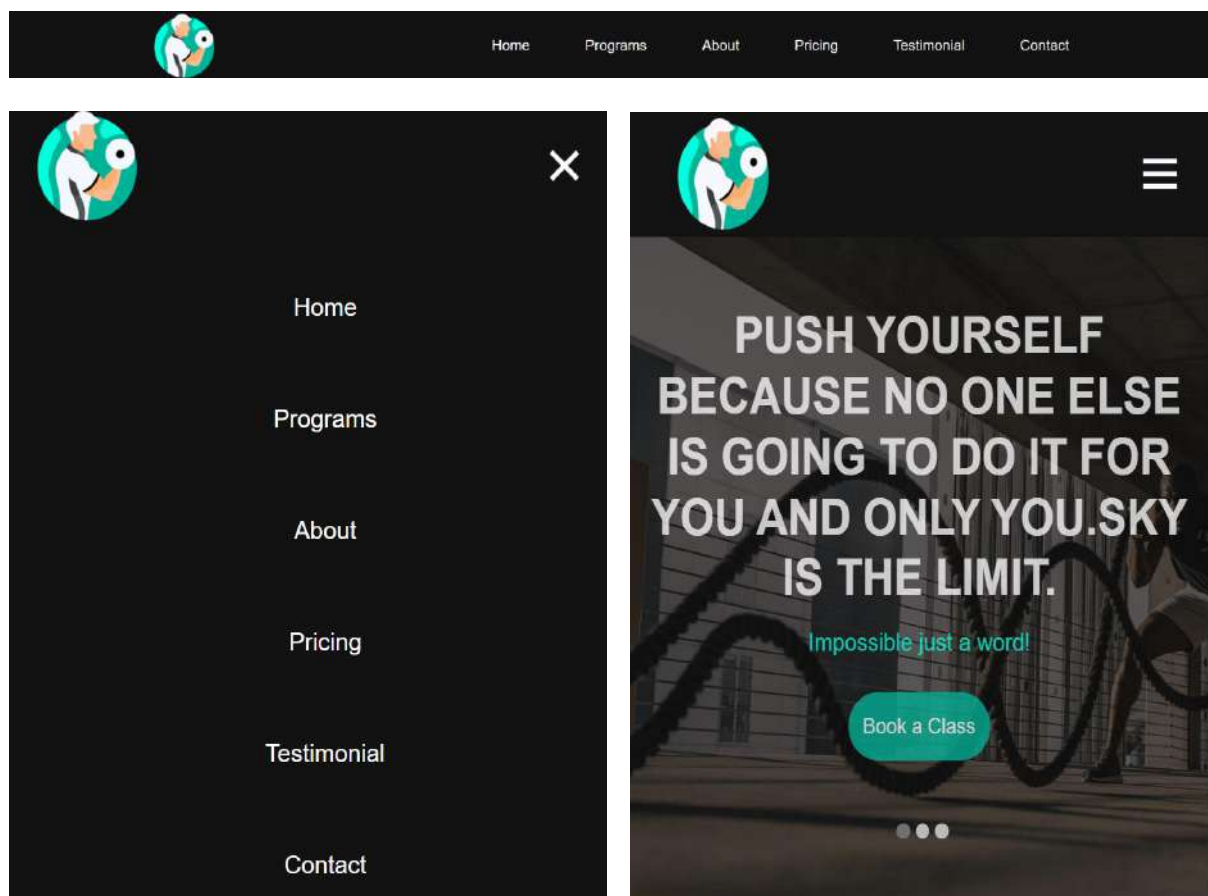 Home Programs About Pricing Testimonial Contact
Home
Programs
About
Pricing
Testimonial
Contact
PUSH YOURSELF
BECAUSE NO ONE ELSE
IS GOING TO DO IT FOR
YOU AND ONLY YOU.SKY
IS THE LIMIT.
Impossible just a word!
Book a Class